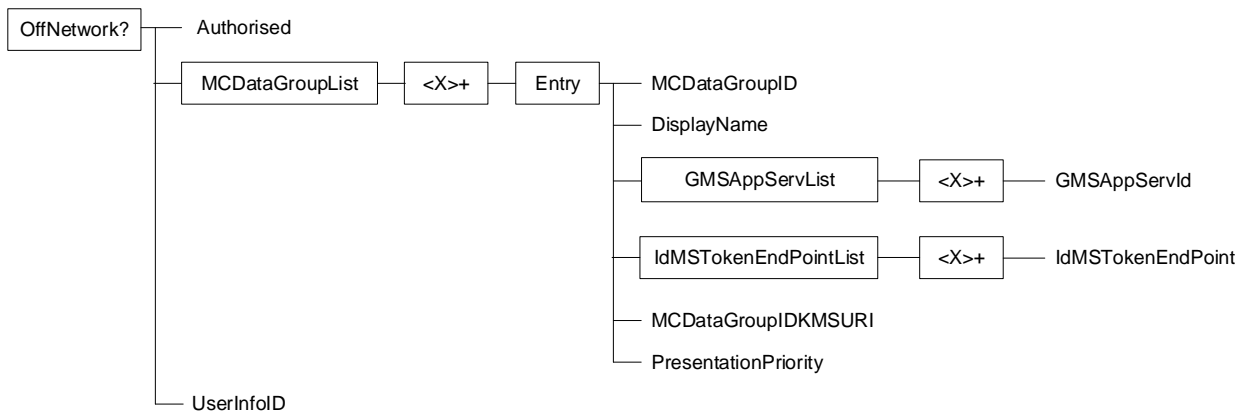 OffNetwork?
Authorised
MCDataGroupList
<X>+
Entry
MCDataGroupID
DisplayName
GMSAppServList
<X>+
GMSAppServId
IdMSTokenEndPointList
<X>+
IdMSTokenEndPoint
MCDataGroupIDKMSURI
PresentationPriority
UserInfoID